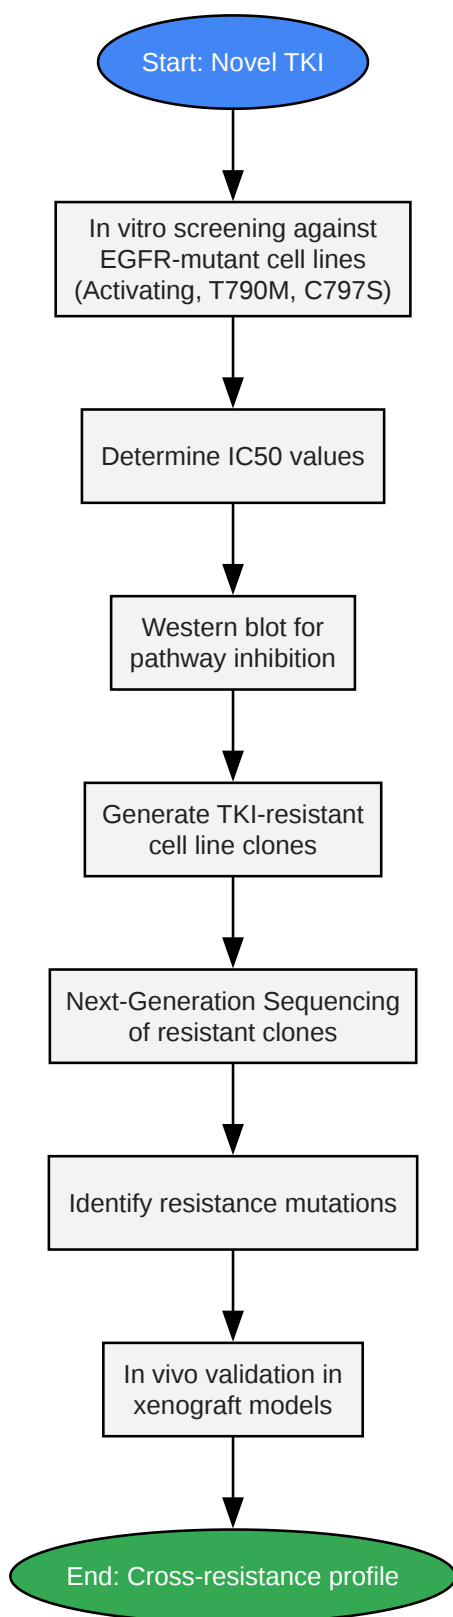 Start: Novel TKI
In vitro screening against
EGFR-mutant cell lines
(Activating, T790M, C797S)
Determine IC50 values
Western blot for
pathway inhibition
Generate TKI-resistant
cell line clones
Next-Generation Sequencing
of resistant clones
Identify resistance mutations
In vivo validation in
xenograft models
End: Cross-resistance profile